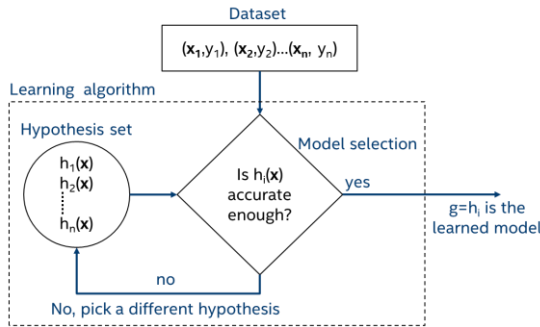 Dataset
(x₁,y₁), (x₂,y₂)...(xₙ, yₙ)
Learning algorithm
Hypothesis set
h₁(x)
h₂(x)
hₙ(x)
Model selection
Is hᵢ(x)
accurate
enough?
yes
g=hᵢ is the
learned model
no
No, pick a different hypothesis